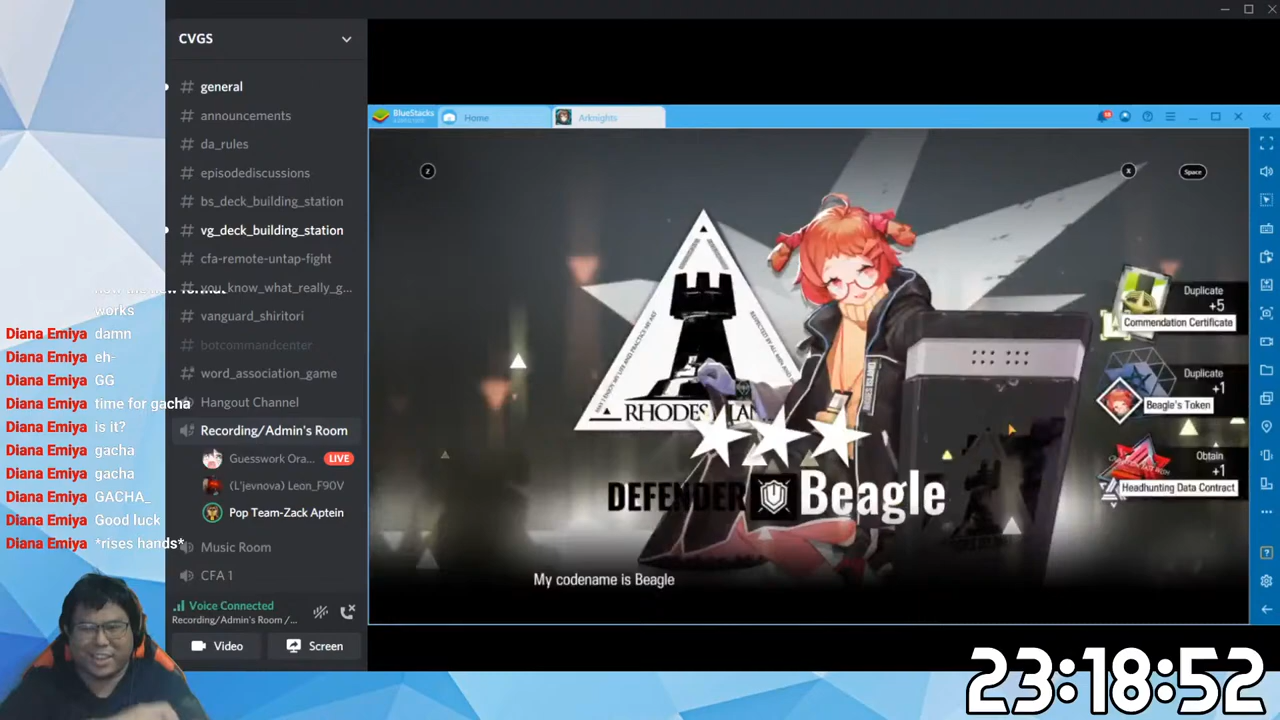 CVGS
general
announcements
da_rules
episodediscussions
bs_deck_building_station
vg_deck_building_station
cfa-remote-untap-fight
you_know_what_really_g...
vanguard_shiritori
botcommandcenter
word_association_game
Hangout Channel
Recording/Admin's Room
Guesswork Ora... LIVE
(L'jevnova) Leon_F90V
Pop Team-Zack Aptein
Music Room
CFA 1
Voice Connected
Recording/Admin's Room /...
Video
Screen
works
Diana Emiya damn
Diana Emiya eh-
Diana Emiya GG
Diana Emiya time for gacha
Diana Emiya is it?
Diana Emiya gacha
Diana Emiya gacha
Diana Emiya GACHA_
Diana Emiya Good luck
Diana Emiya *rises hands*
BlueStacks
Home
Arknights
Z
X
Space
RHODES
DEFENDER Beagle
My codename is Beagle
Duplicate
+5
Commendation Certificate
Duplicate
+1
Beagle's Token
Obtain
+1
Headhunting Data Contract
23:18:52